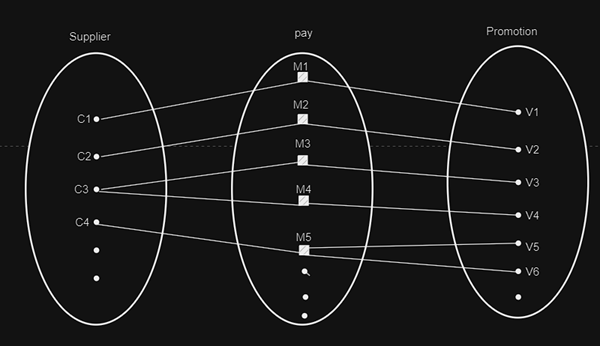 Supplier
pay
Promotion
M1
M2
M3
M4
M5
C1
C2
C3
C4
V1
V2
V3
V4
V5
V6